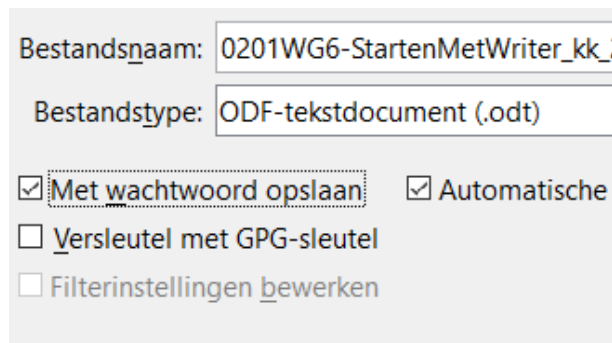 Bestandsnaam: 0201WG6-StartenMetWriter_kk_
Bestandstype: ODF-tekstdocument (.odt)
Met wachtwoord opslaan Automatische
Versleutel met GPG-sleutel
Filterinstellingen bewerken